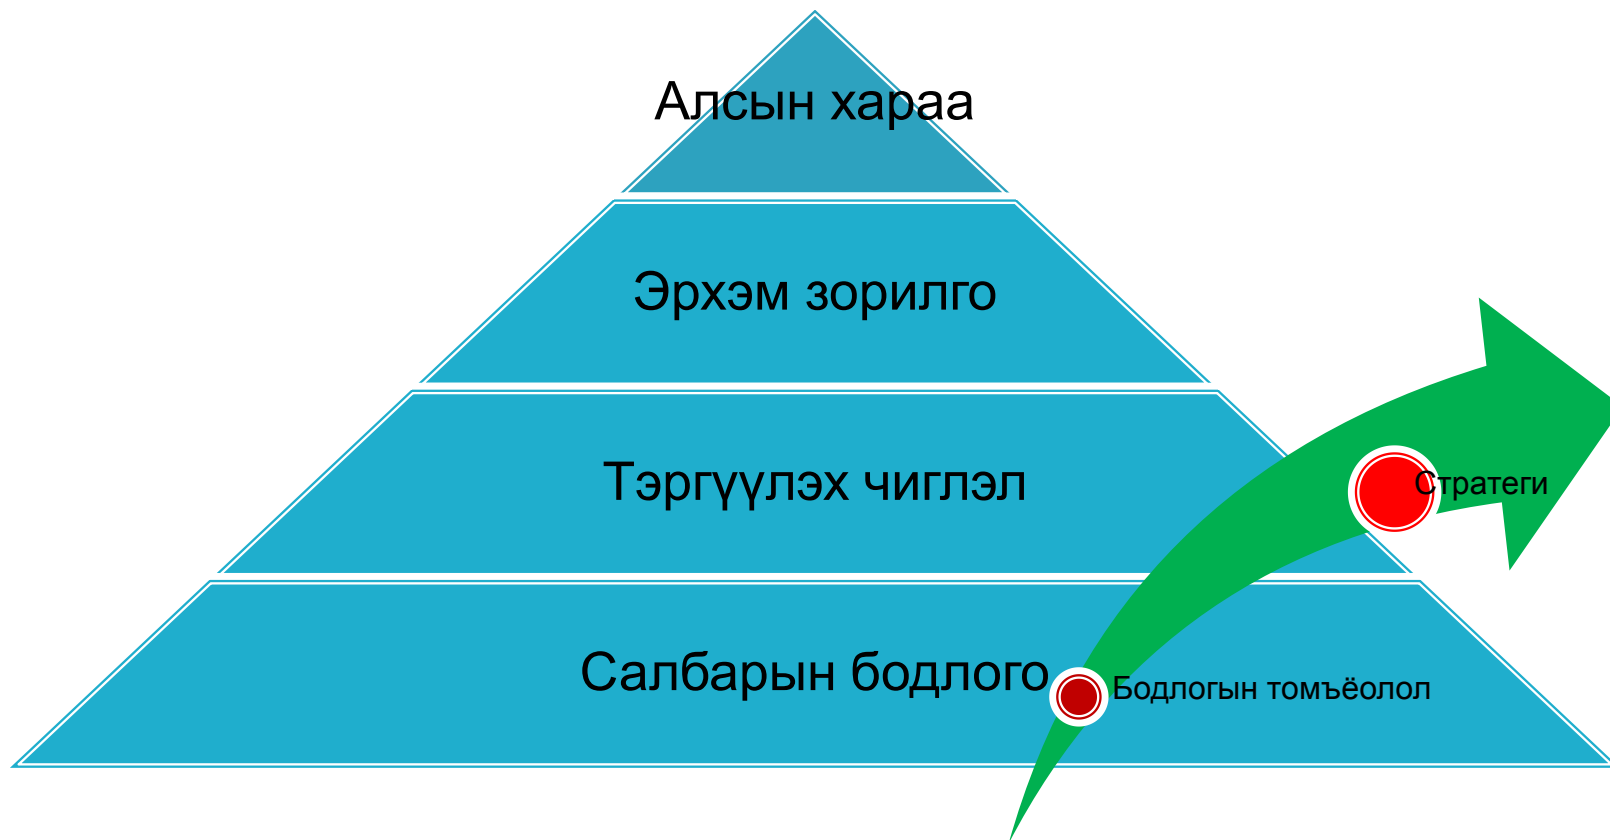 Алсын хараа
Эрхэм зорилго
Тэргүүлэх чиглэл
Стратеги
Салбарын бодлого
Бодлогын томъёолол